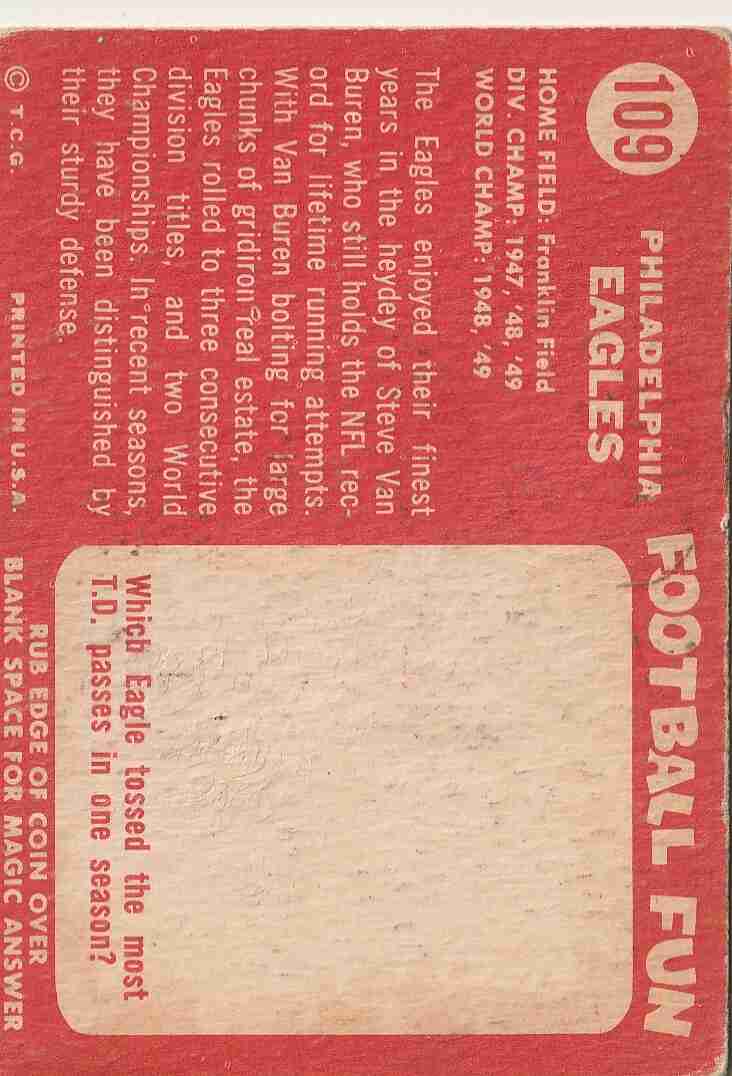 109
PHILADELPHIA
EAGLES
HOME FIELD: Franklin Field
DIV. CHAMP: 1947, '48, '49
WORLD CHAMP: 1948, '49
The Eagles enjoyed their finest
years in the heydey of Steve Van
Buren, who still holds the NFL rec-
ord for lifetime running attempts.
With Van Buren bolting for large
chunks of gridiron real estate, the
Eagles rolled to three consecutive
division titles, and two World
Championships. In recent seasons,
they have been distinguished by
their sturdy defense.
© T.C.G. PRINTED IN U.S.A.
FOOTBALL FUN
Which Eagle tossed the most
T.D. passes in one season?
RUB EDGE OF COIN OVER
BLANK SPACE FOR MAGIC ANSWER